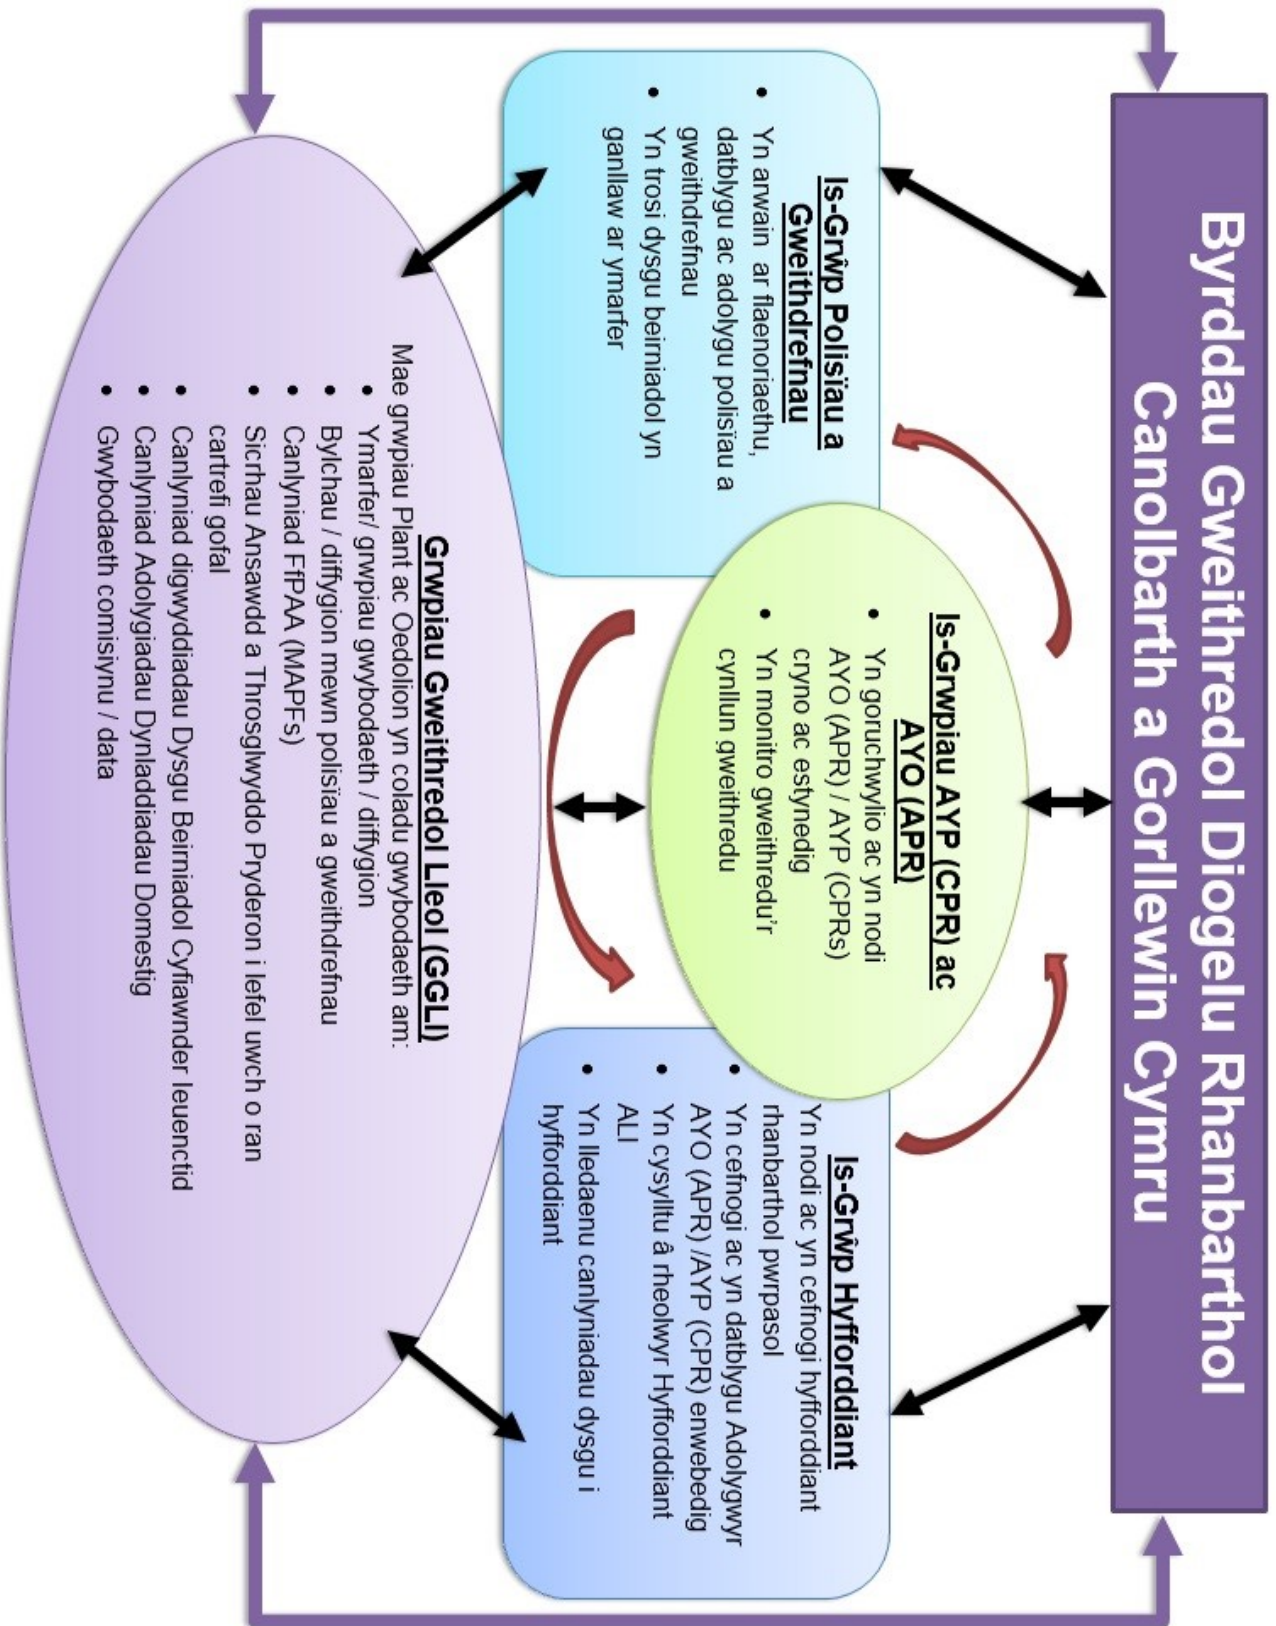 Byrddau Gweithredol Diogelu Rhanbarthol
Canolbarth a Gorllewin Cymru
Is-Grŵp Polisïau a
Gweithdrefnau
• Yn arwain ar flaenoriaethu,
datblygu ac adolygu polisïau a
gweithdrefnau
• Yn trosi dysgu beirniadol yn
ganllaw ar ymarfer
Is-Grwpiau AYP (CPR) ac
AYO (APR)
• Yn goruchwylio ac yn nodi
AYO (APR) / AYP (CPRs)
cryno ac estynedig
• Yn monitro gweithredu'r
cynllun gweithredu
Is-Grŵp Hyfforddiant
Yn nodi ac yn cefnogi hyfforddiant
rhanbarthol pwrpasol
• Yn cefnogi ac yn datblygu Adolygwyr
AYO (APR) /AYP (CPR) enwebedig
• Yn cysylltu â rheolwyr Hyfforddiant
ALl
• Yn lledaenu canlyniadau dysgu i
hyfforddiant
Grwpiau Gweithredol Lleol (GGLl)
Mae grwpiau Plant ac Oedolion yn coladu gwybodaeth am:
• Ymarfer/ grwpiau gwybodaeth / diffygion
• Bylchau / diffygion mewn polisïau a gweithdrefnau
• Canlyniad FfPAA (MAPFs)
• Sicrhau Ansawdd a Throsglwyddo Pryderon i lefel uwch o ran
cartrefi gofal
• Canlyniad digwyddiadau Dysgu Beirniadol Cyfiawnder Ieuenctid
• Canlyniad Adolygiadau Dynladdiadau Domestig
• Gwybodaeth comisiynu / data